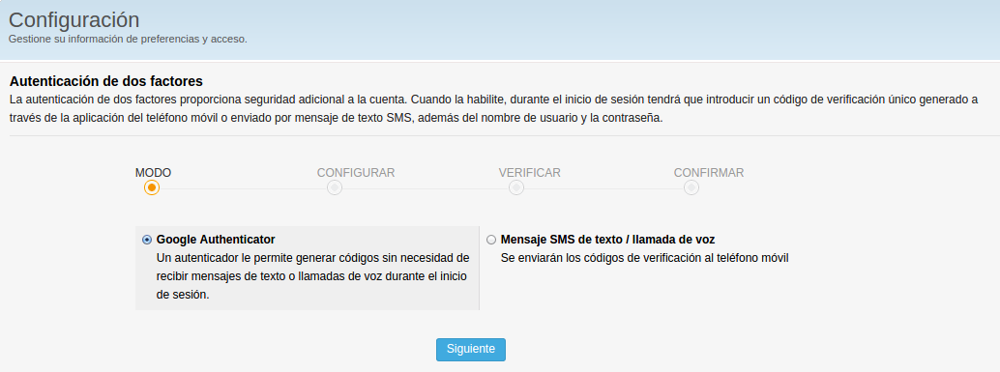 Configuración
Gestione su información de preferencias y acceso.
Autenticación de dos factores
La autenticación de dos factores proporciona seguridad adicional a la cuenta. Cuando la habilite, durante el inicio de sesión tendrá que introducir un código de verificación único generado a
través de la aplicación del teléfono móvil o enviado por mensaje de texto SMS, además del nombre de usuario y la contraseña.
MODO CONFIGURAR VERIFICAR CONFIRMAR
Google Authenticator
Un autenticador le permite generar códigos sin necesidad de
recibir mensajes de texto o llamadas de voz durante el inicio
de sesión.
Mensaje SMS de texto / llamada de voz
Se enviarán los códigos de verificación al teléfono móvil
Siguiente